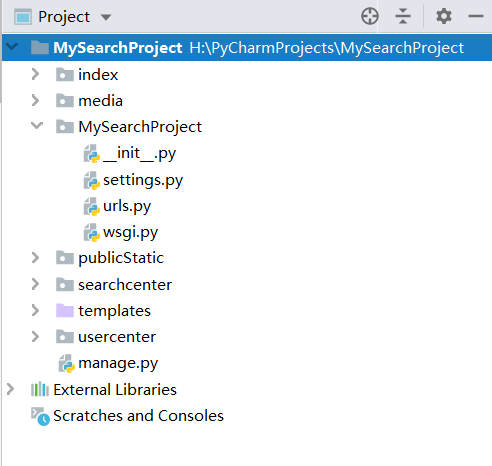 Project
MySearchProject H:\PyCharmProjects\MySearchProject
index
media
MySearchProject
__init__.py
settings.py
urls.py
wsgi.py
publicStatic
searchcenter
templates
usercenter
manage.py
External Libraries
Scratches and Consoles